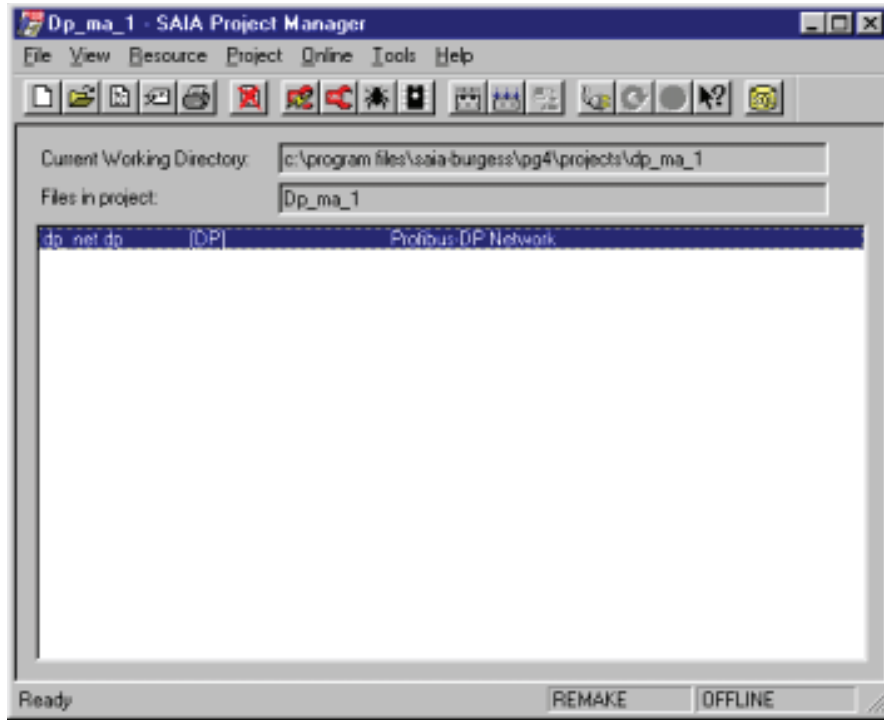 Dp_ma_1 - SAIA Project Manager
File View Resource Project Online Tools Help
Current Working Directory: c:\program files\saia-burgess\pg4\projects\dp_ma_1
Files in project: Dp_ma_1
dp_net.dp [DP] Profibus-DP Network
Ready REMAKE OFFLINE